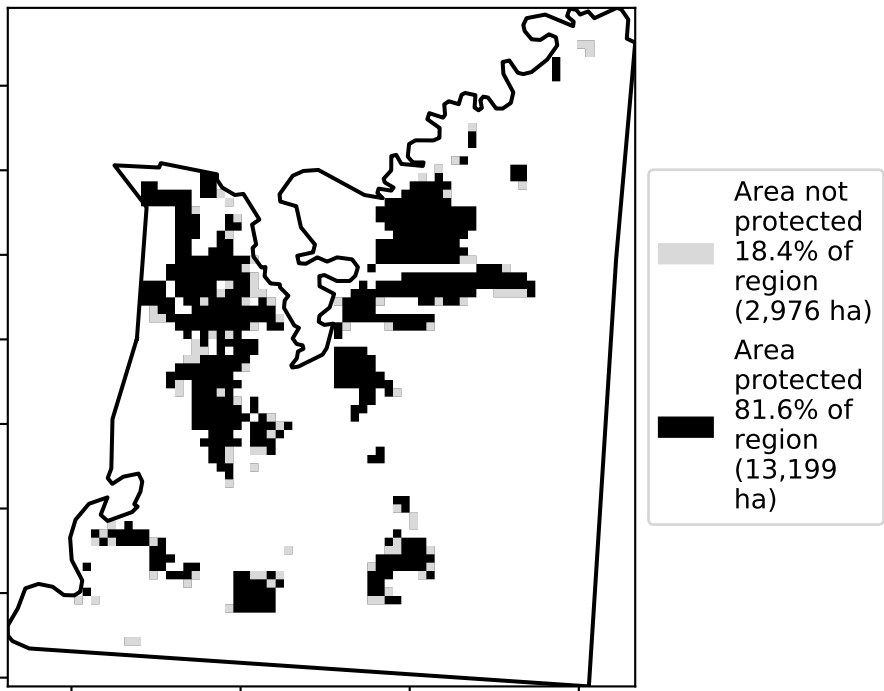 Area not
protected
18.4% of
region
(2,976 ha)
Area
protected
81.6% of
region
(13,199
ha)